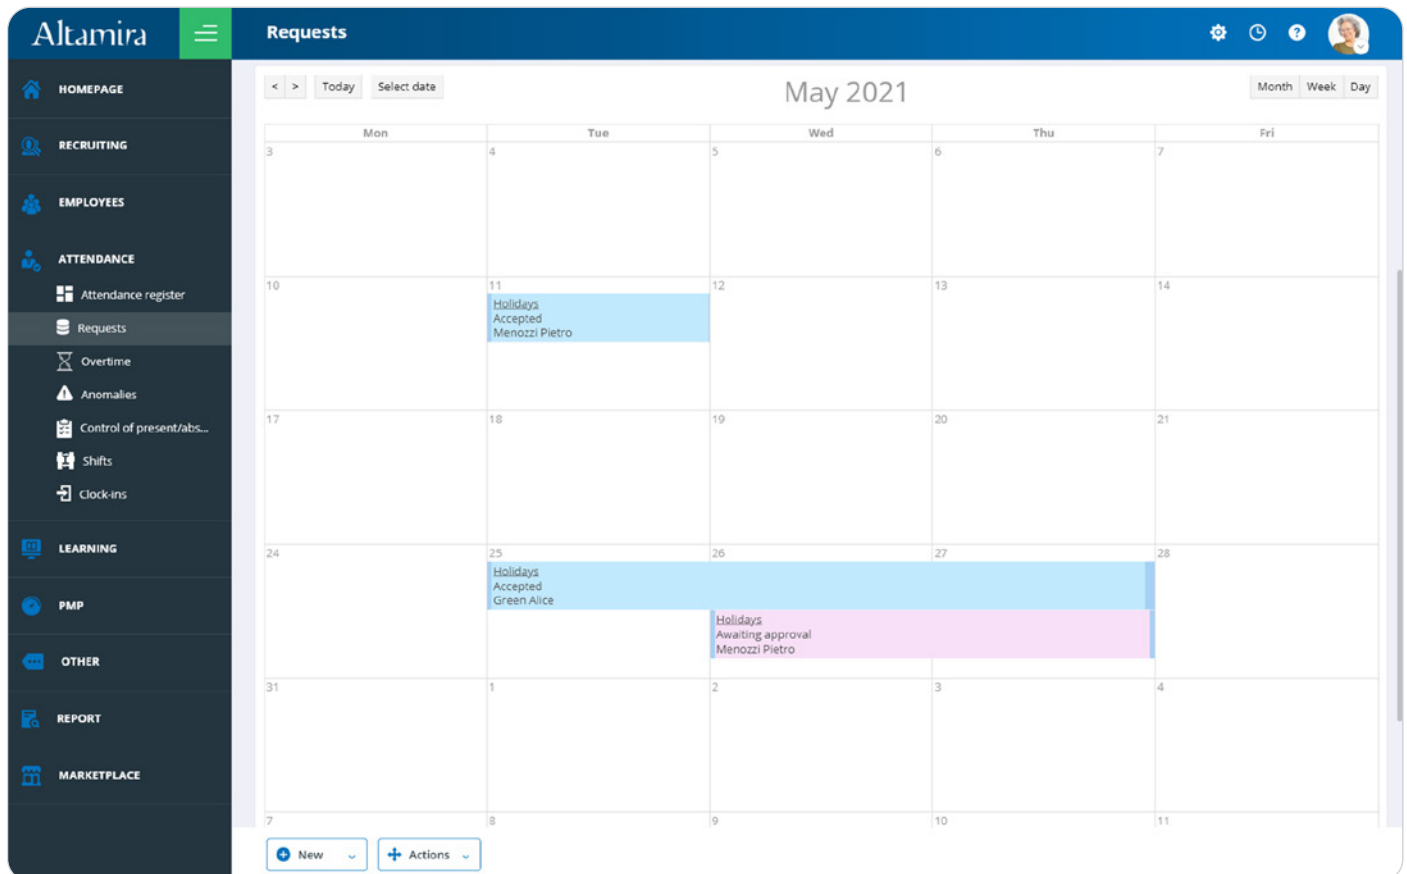 Altamira
Requests
?
HOMEPAGE
RECRUITING
EMPLOYEES
ATTENDANCE
Attendance register
Requests
Overtime
Anomalies
Control of present/abs...
Shifts
Clock-ins
LEARNING
PMP
OTHER
REPORT
MARKETPLACE
< > Today Select date
May 2021
Month Week Day
Mon Tue Wed Thu Fri
3 4 5 6 7
10 11 12 13 14
Holidays
Accepted
Menozzi Pietro
17 18 19 20 21
24 25 26 27 28
Holidays
Accepted
Green Alice
Holidays
Awaiting approval
Menozzi Pietro
31 1 2 3 4
7 8 9 10 11
New
Actions